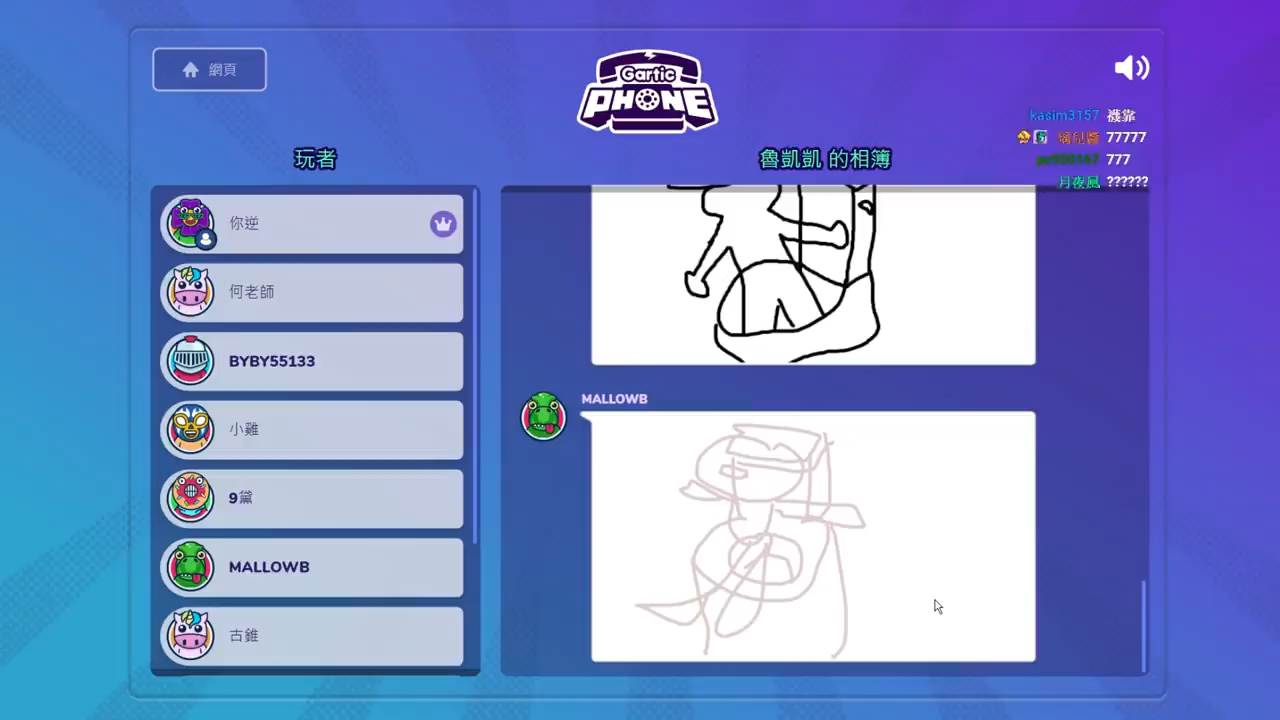 網頁
Gartic
PHONE
kasim3157 襪靠
77777
777
月夜風 ??????
玩者
魯凱凱 的相簿
你逆
何老師
BYBY55133
小雞
9黛
MALLOWB
古錐
MALLOWB